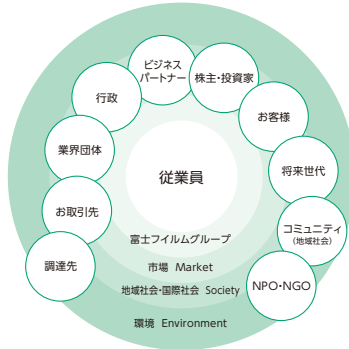 ビジネス
パートナー
株主・投資家
行政
お客様
業界団体
従業員
将来世代
お取引先
コミュニティ
(地域社会)
富士フイルムグループ
調達先
市場 Market
NPO・NGO
地域社会・国際社会 Society
環境 Environment